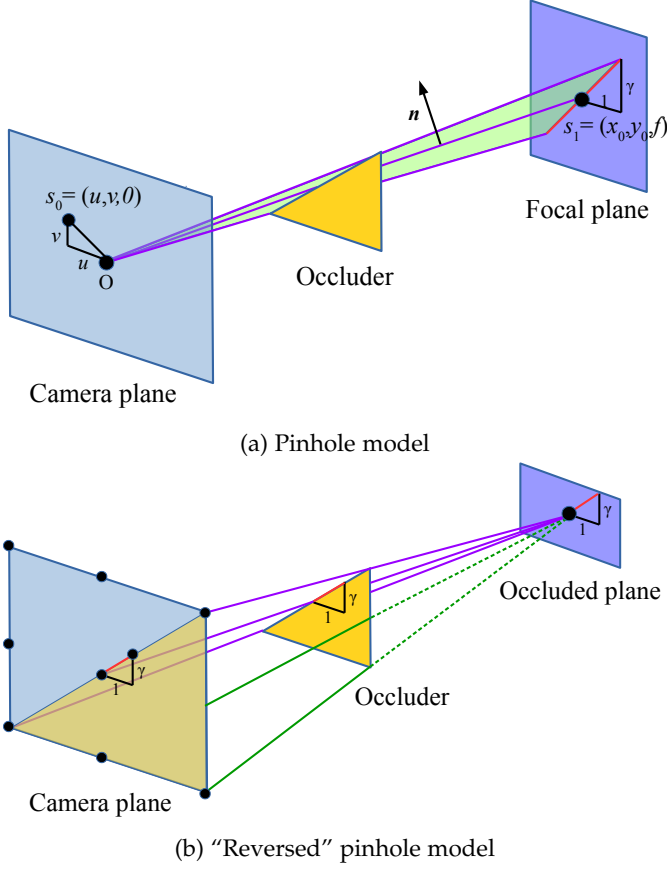 n
γ
1
s₁= (x₀,y₀,f)
s₀= (u,v,0)
v
u
O
Focal plane
Occluder
Camera plane
(a) Pinhole model
γ
1
Occluded plane
γ
1
γ
1
Occluder
Camera plane
(b) “Reversed” pinhole model